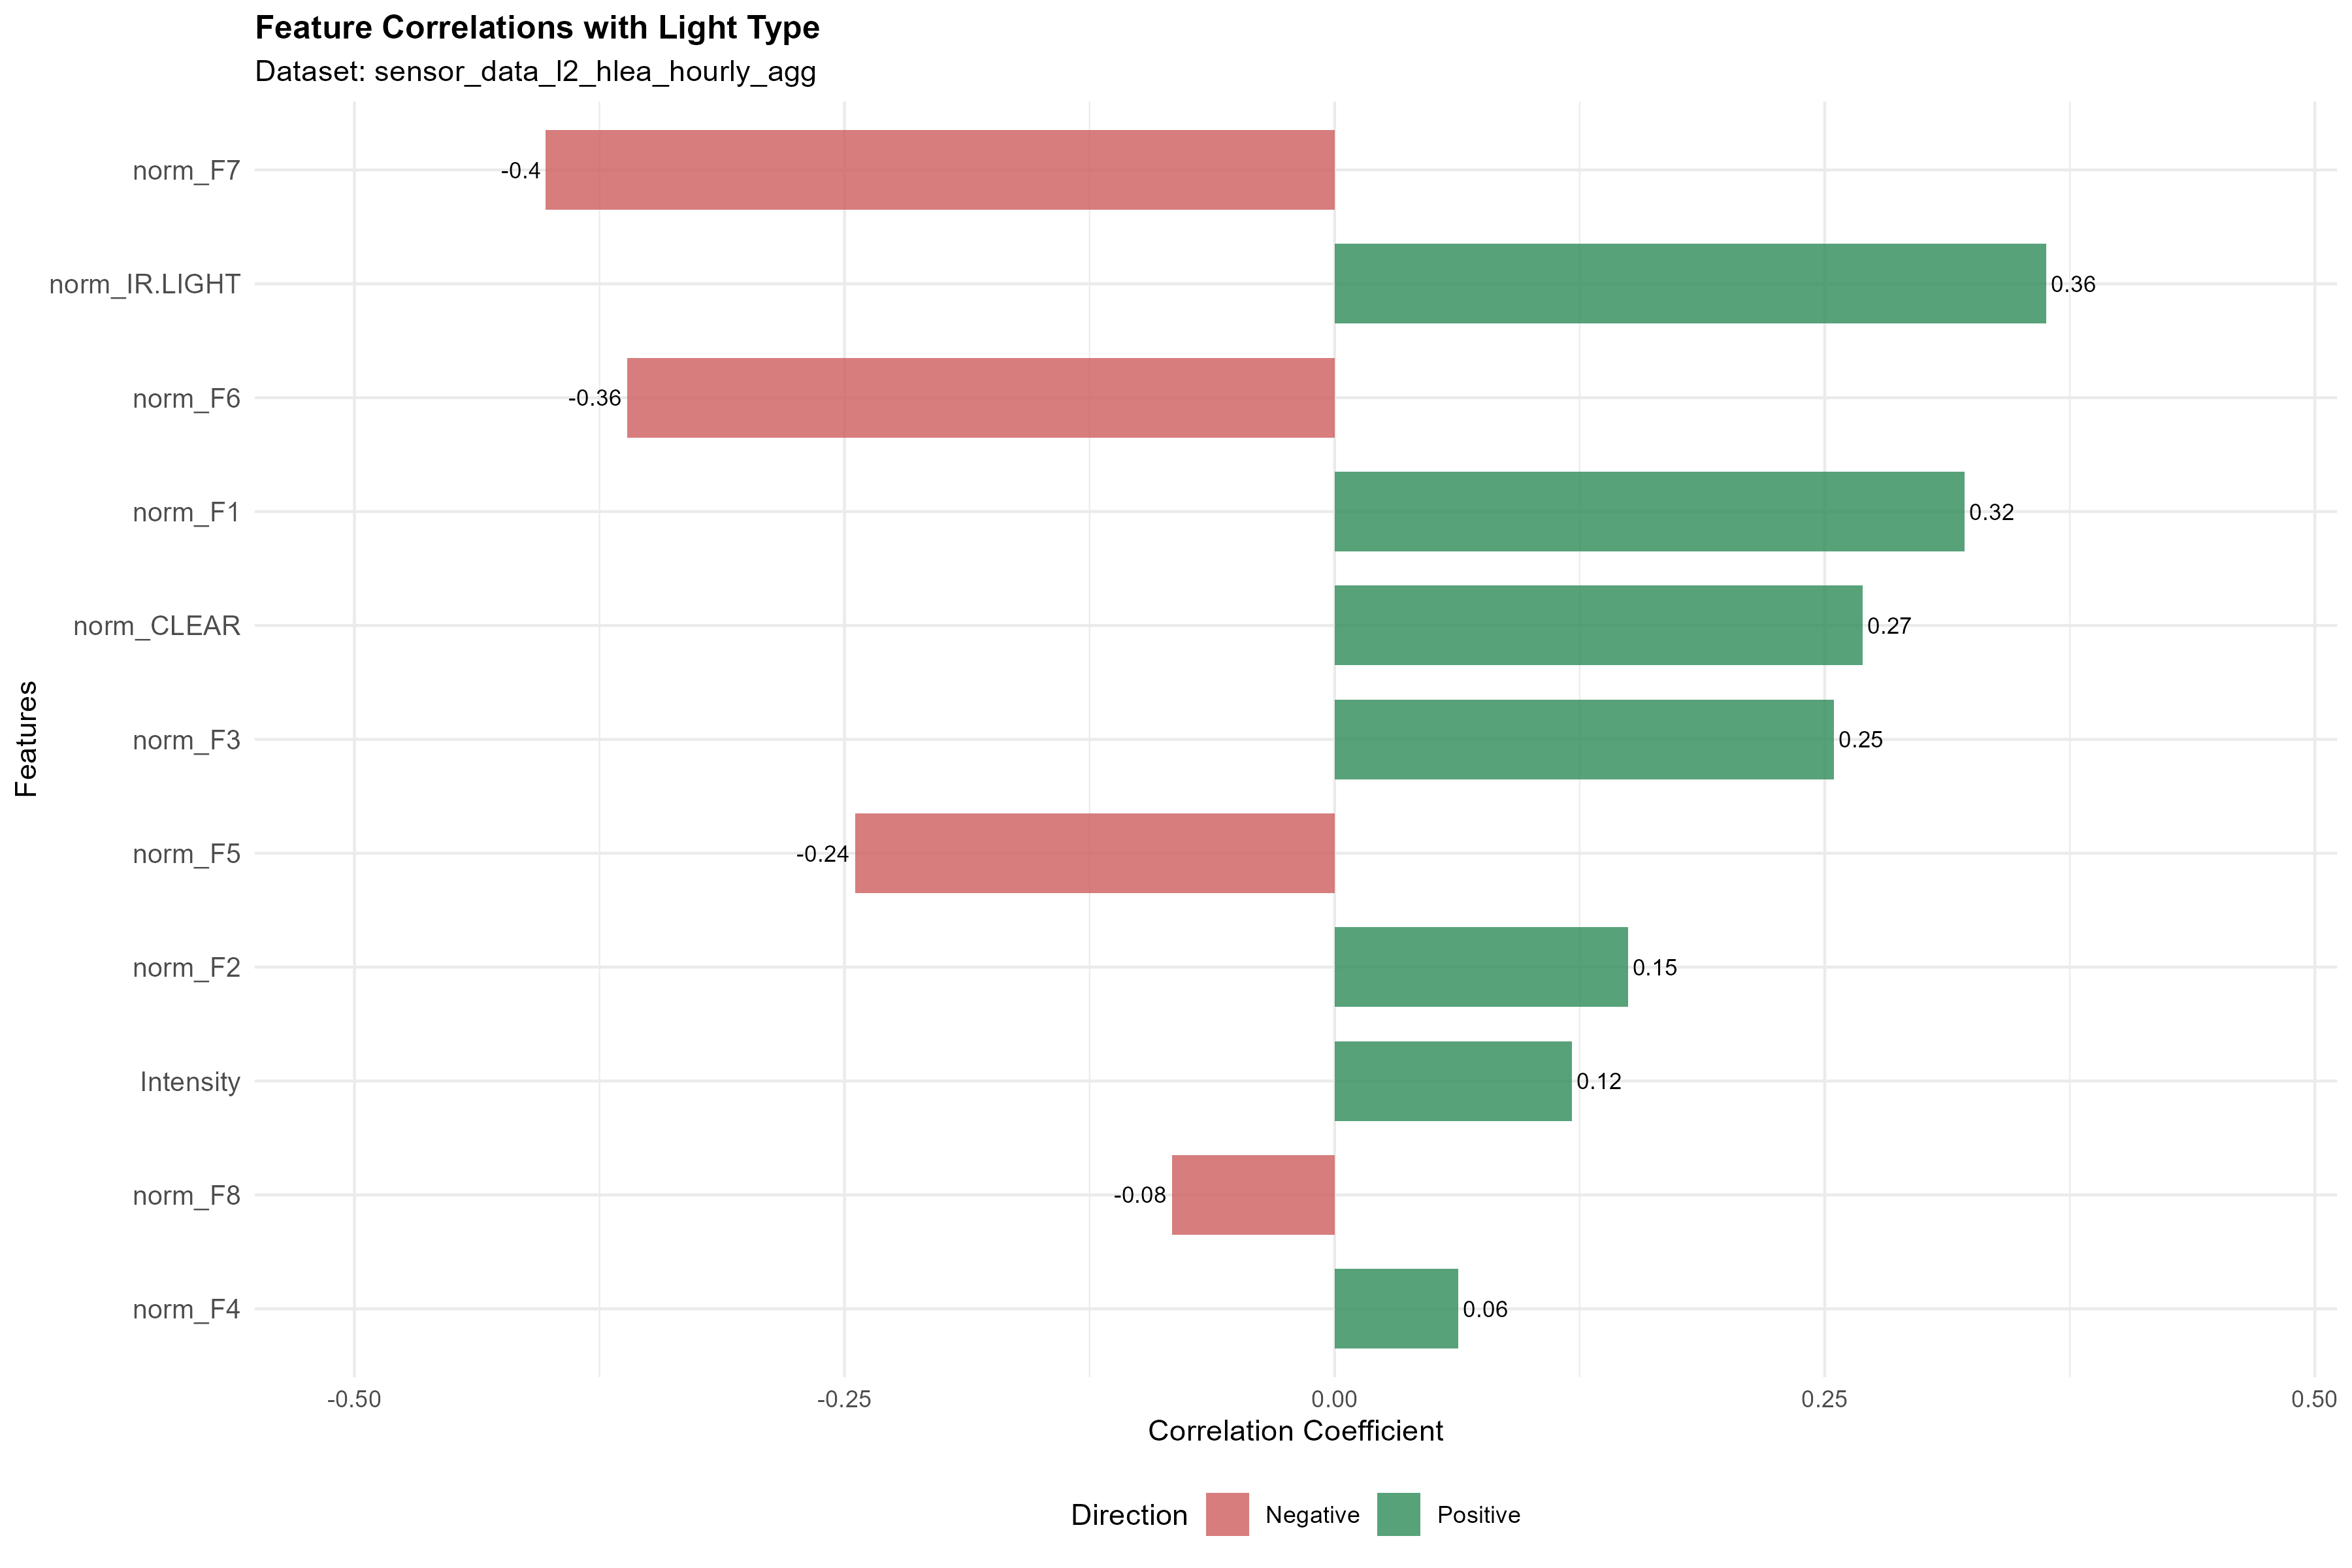 Feature Correlations with Light Type
Dataset: sensor_data_l2_hlea_hourly_agg
norm_F7
-0.4
norm_IR.LIGHT
0.36
norm_F6
-0.36
norm_F1
0.32
norm_CLEAR
0.27
norm_F3
0.25
norm_F5
-0.24
norm_F2
0.15
Intensity
0.12
norm_F8
-0.08
norm_F4
0.06
Features
-0.50 -0.25 0.00 0.25 0.50
Correlation Coefficient
Direction Negative Positive